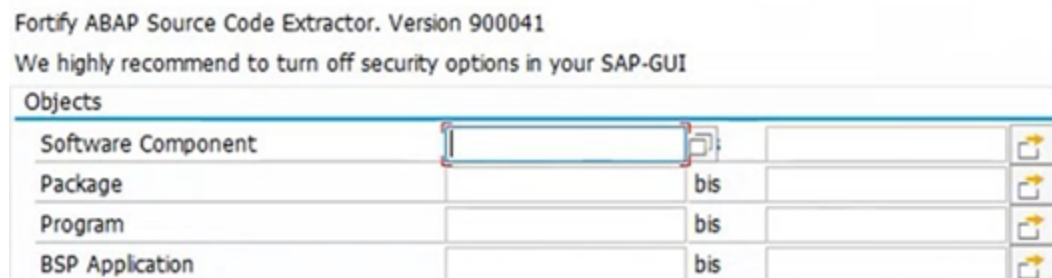 Fortify ABAP Source Code Extractor. Version 900041
We highly recommend to turn off security options in your SAP-GUI
Objects
Software Component
Package bis
Program bis
BSP Application bis